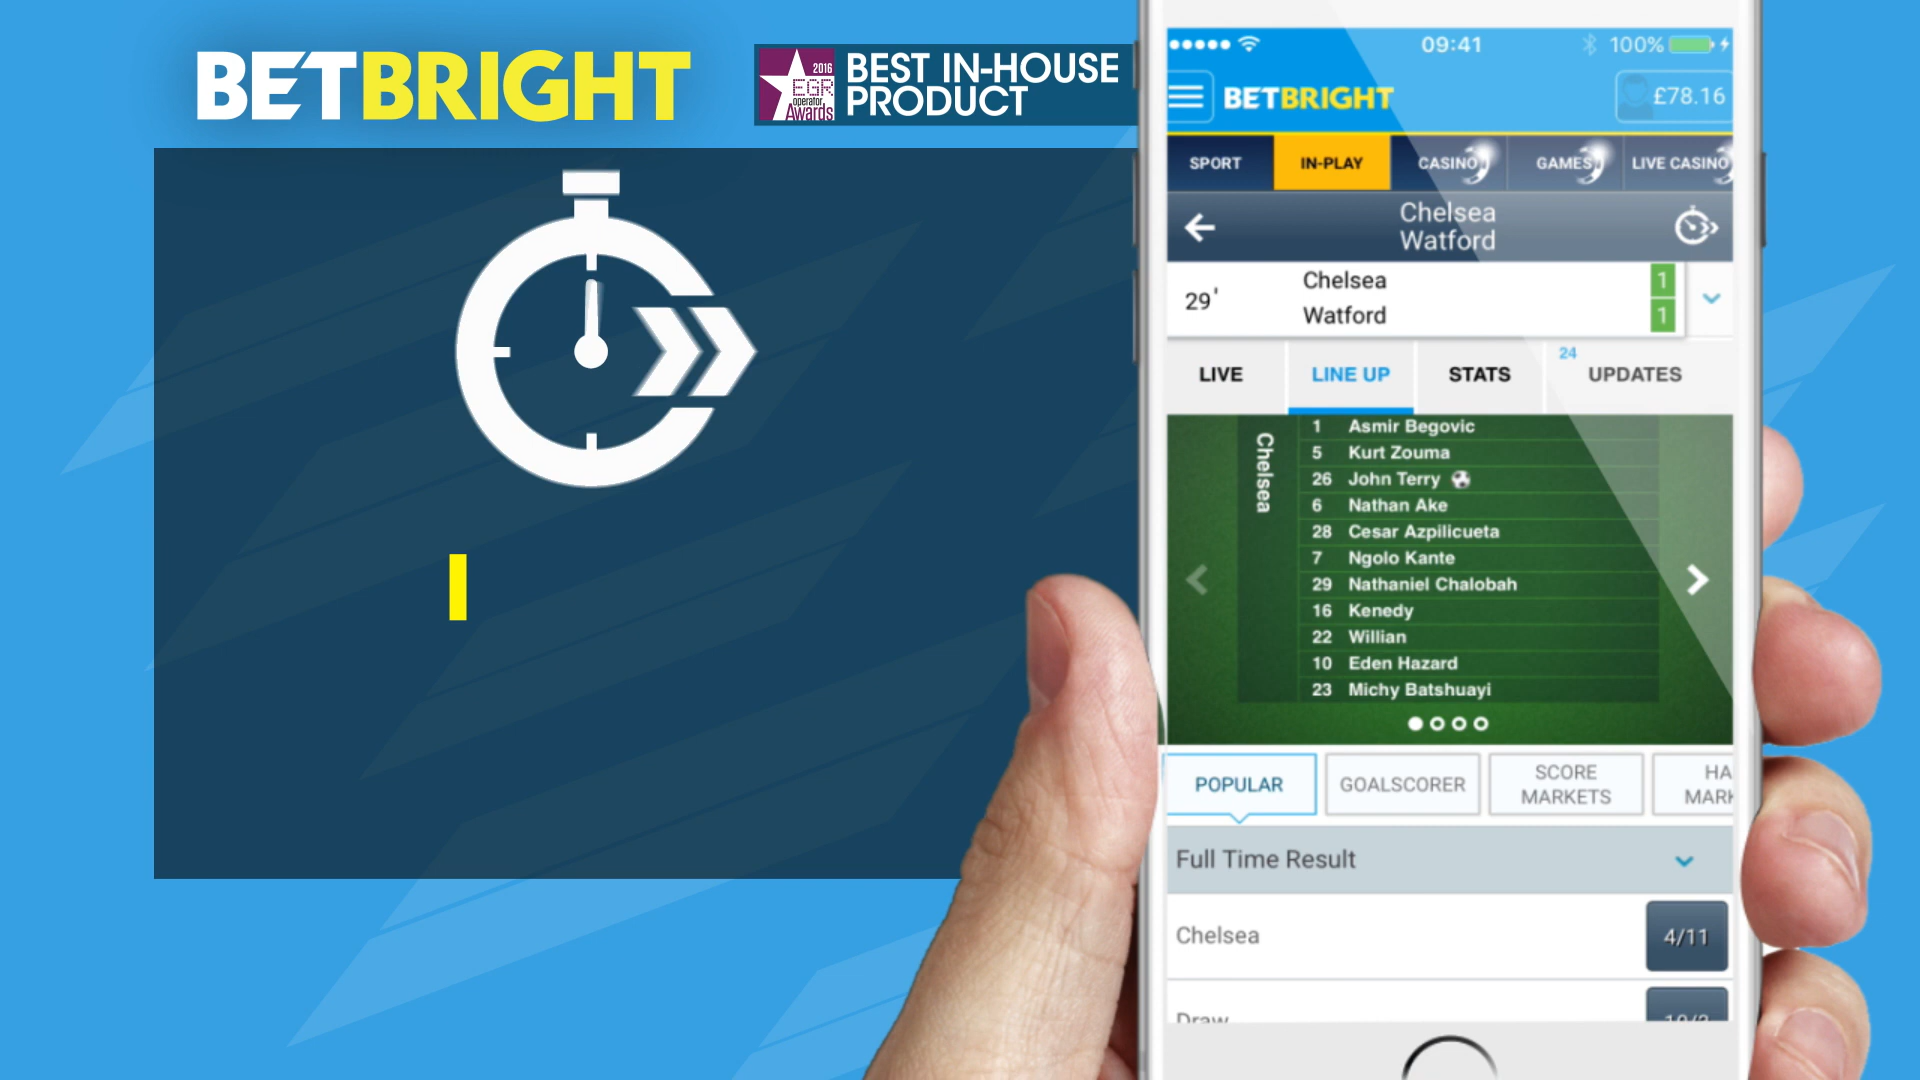 BETBRIGHT
2016
EGR
operator
Awards
BEST IN-HOUSE
PRODUCT
09:41
100%
BETBRIGHT
£78.16
SPORT
IN-PLAY
CASINO
GAMES
LIVE CASINO
Chelsea
Watford
29'
Chelsea
1
Watford
1
LIVE
LINE UP
STATS
24
UPDATES
Chelsea
1 Asmir Begovic
5 Kurt Zouma
26 John Terry
6 Nathan Ake
28 Cesar Azpilicueta
7 Ngolo Kante
29 Nathaniel Chalobah
16 Kenedy
22 Willian
10 Eden Hazard
23 Michy Batshuayi
POPULAR
GOALSCORER
SCORE
MARKETS
HA
MARK
Full Time Result
Chelsea
4/11
Draw